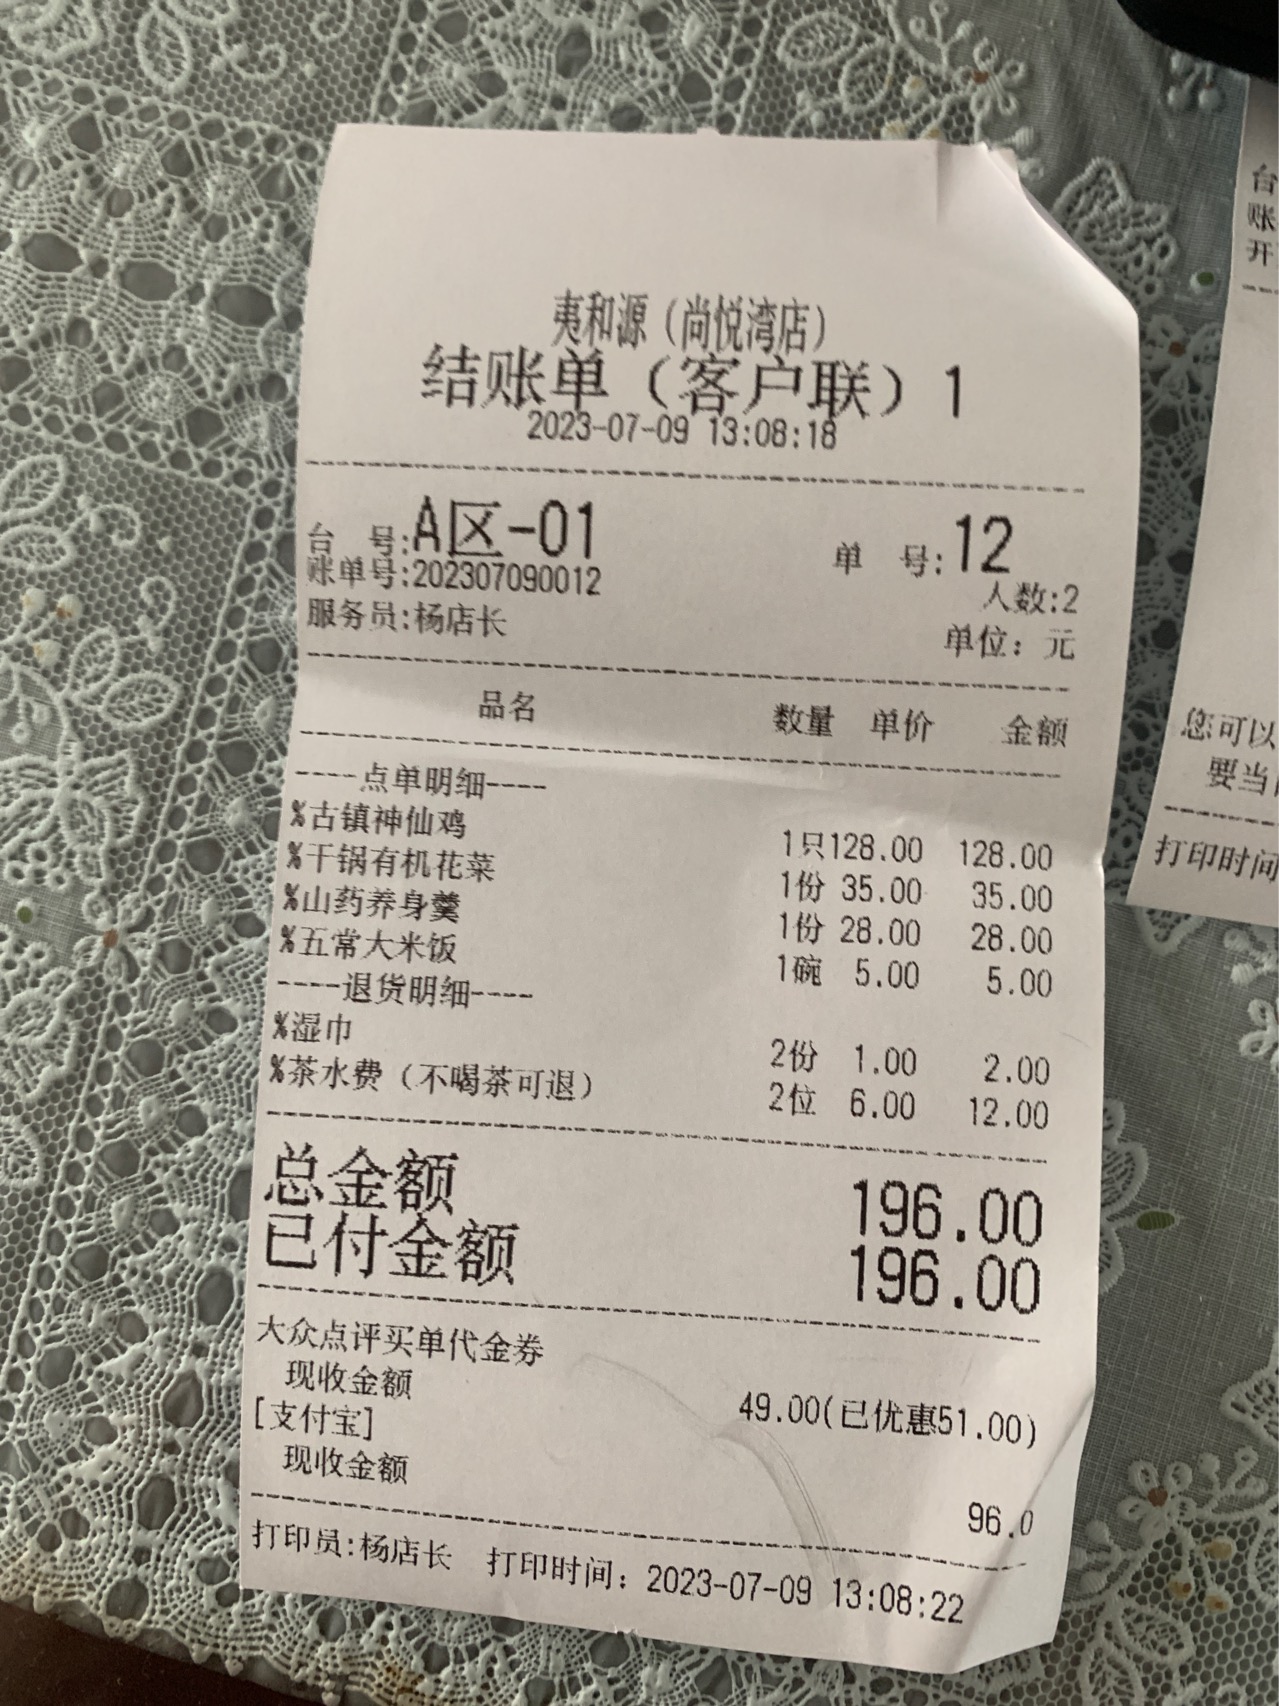 夷和源（尚悦湾店）
结账单（客户联）1
2023-07-09 13:08:18
台 号:A区-01 单 号:12
账单号:202307090012 人数:2
服务员:杨店长 单位：元
品名 数量 单价 金额
----点单明细----
%古镇神仙鸡 1只128.00 128.00
%干锅有机花菜 1份 35.00 35.00
%山药养身羹 1份 28.00 28.00
%五常大米饭 1碗 5.00 5.00
----退货明细----
%湿巾 2份 1.00 2.00
%茶水费（不喝茶可退） 2位 6.00 12.00
总金额 196.00
已付金额 196.00
大众点评买单代金券
现收金额 49.00(已优惠51.00)
[支付宝]
现收金额 96.0
打印员:杨店长 打印时间：2023-07-09 13:08:22
台
账
开
您可以
要当
打印时间